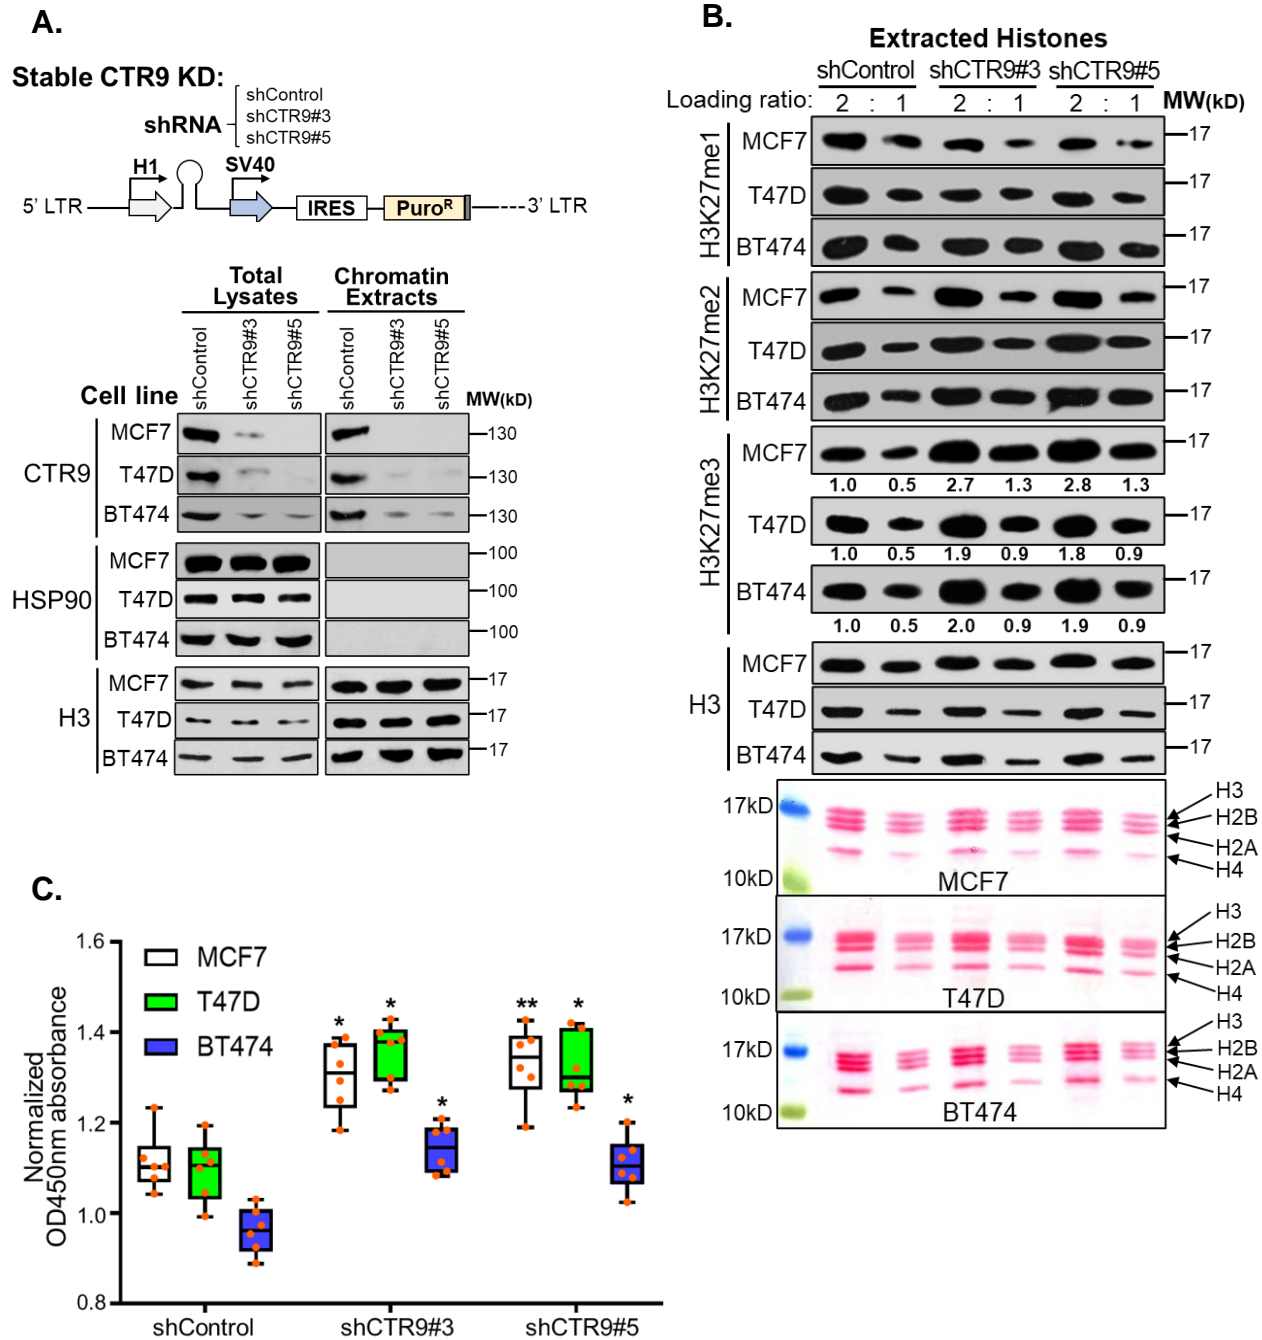 A.
Stable CTR9 KD:
shRNA
shControl
shCTR9#3
shCTR9#5
H1
SV40
5' LTR
IRES
Puroᴿ
3' LTR
Total
Lysates
Chromatin
Extracts
Cell line
shControl
shCTR9#3
shCTR9#5
shControl
shCTR9#3
shCTR9#5
MW(kD)
CTR9
MCF7
130
T47D
130
BT474
130
HSP90
MCF7
100
T47D
100
BT474
100
H3
MCF7
17
T47D
17
BT474
17
B.
Extracted Histones
shControl shCTR9#3 shCTR9#5
Loading ratio: 2 : 1 2 : 1 2 : 1 MW(kD)
H3K27me1
MCF7
17
T47D
17
BT474
17
H3K27me2
MCF7
17
T47D
17
BT474
17
H3K27me3
MCF7
17
1.0 0.5 2.7 1.3 2.8 1.3
T47D
17
1.0 0.5 1.9 0.9 1.8 0.9
BT474
17
1.0 0.5 2.0 0.9 1.9 0.9
H3
MCF7
17
T47D
17
BT474
17
17kD
10kD
MCF7
H3
H2B
H2A
H4
17kD
10kD
T47D
H3
H2B
H2A
H4
17kD
10kD
BT474
H3
H2B
H2A
H4
C.
Normalized
OD450nm absorbance
1.6
1.4
1.2
1.0
0.8
MCF7
T47D
BT474
* * *
** * *
shControl
shCTR9#3
shCTR9#5